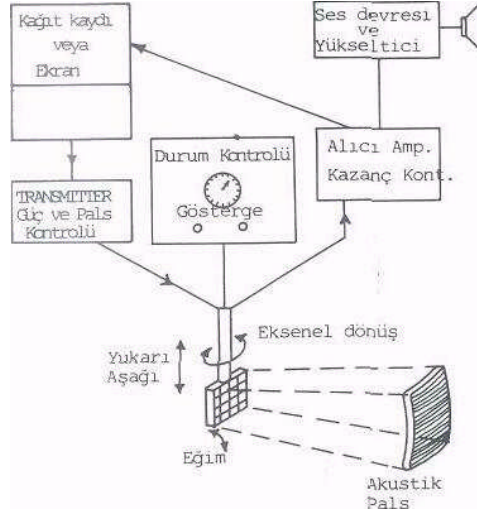 Kağıt kaydı
veya
Ekran
Ses devresi
ve
Yükseltici
Durum Kontrolü
Gösterge
Alıcı Amp.
Kazanç Kont.
TRANSMITTER
Güç ve Pals
Kontrolü
Eksenel dönüş
Yukarı
Aşağı
Eğim
Akustik
Pals